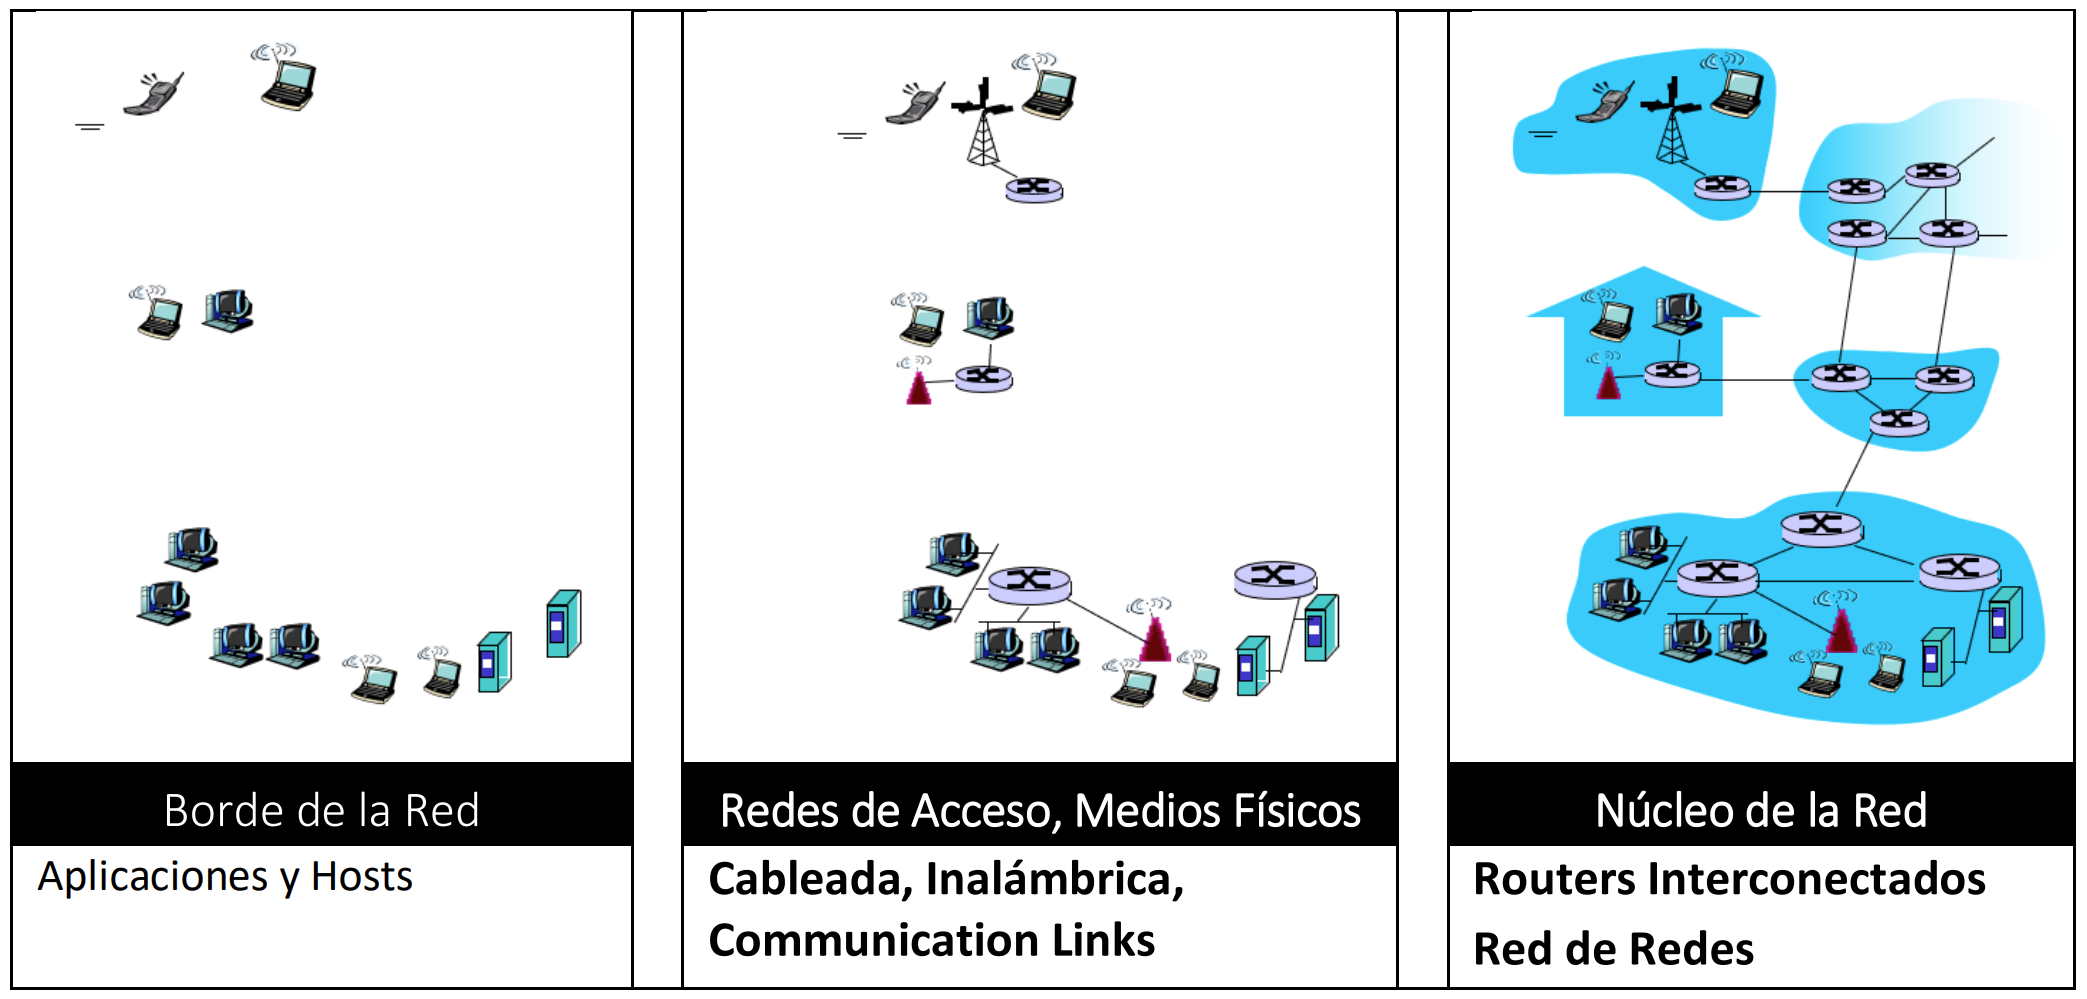 Borde de la Red
Aplicaciones y Hosts
Redes de Acceso, Medios Físicos
Cableada, Inalámbrica,
Communication Links
Núcleo de la Red
Routers Interconectados
Red de Redes